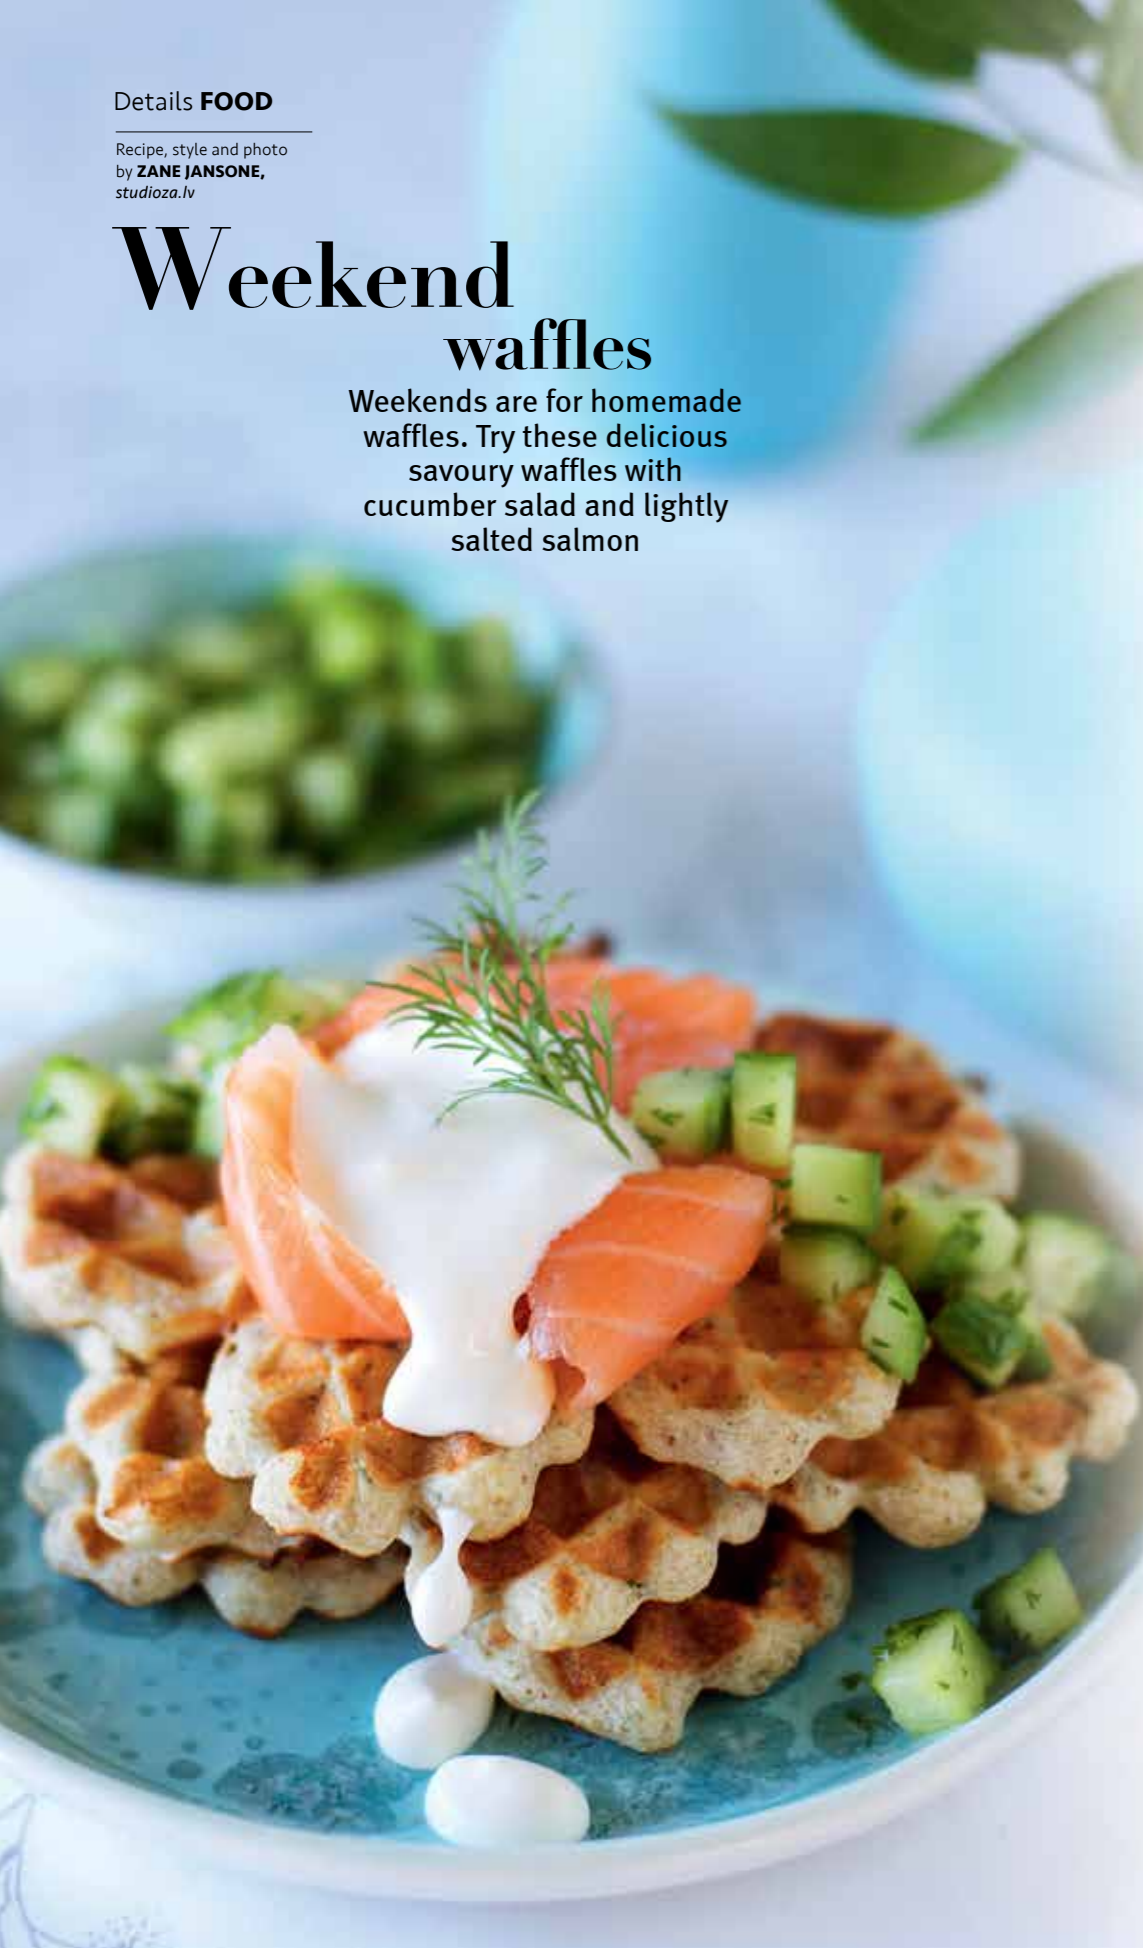 Details FOOD
Recipe, style and photo
by ZANE JANSONE,
studioza.lv
Weekend
waffles
Weekends are for homemade
waffles. Try these delicious
savoury waffles with
cucumber salad and lightly
salted salmon